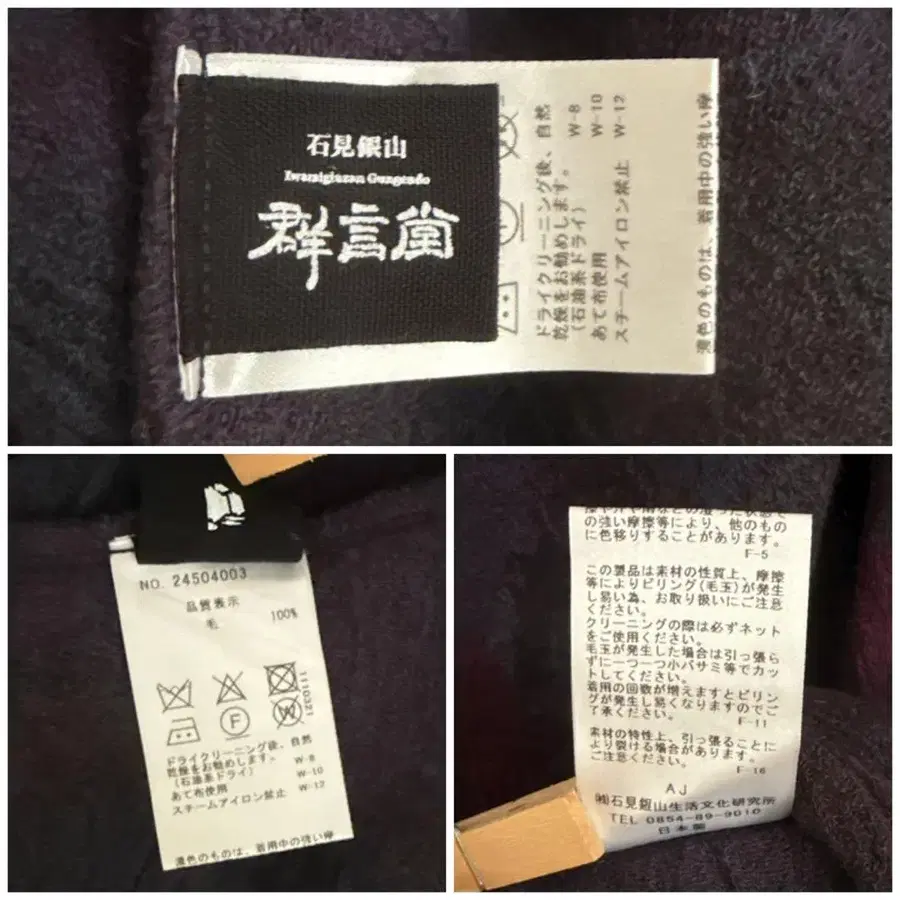 石見銀山
Iwamiginzan Gungendo
群言堂
ドライクリーニング後、自然
乾燥をお勧めします。 W-8
(石油系ドライ)
あて布使用 W-10
スチームアイロン禁止 W-12
濃色のものは、着用中の強い摩
NO. 24504003
品質表示
毛 100%
1110321
F
W
ドライクリーニング後、自然
乾燥をお勧めします。 W-8
(石油系ドライ)
あて布使用 W-10
スチームアイロン禁止 W-12
濃色のものは、着用中の強い摩
の強い摩擦等により、他のもの
に色移りすることがあります。
F-5
この製品は素材の性質上、摩擦
等によりピリング(毛玉)が発生
し易い為、お取り扱いにご注意
ください。
クリーニングの際は必ずネット
をご使用ください。
毛玉が発生した場合は引っ張ら
ずに一つ一つ小バサミ等でカッ
トしてください。
着用の回数が増えますとピリン
グが発生し易くなりますのでご
了承ください。
F-11
素材の特性上、引っ張ることに
より裂ける場合があります。
ご注意ください。
F-16
AJ
㈱石見銀山生活文化研究所
TEL 0854-89-9010
日本製